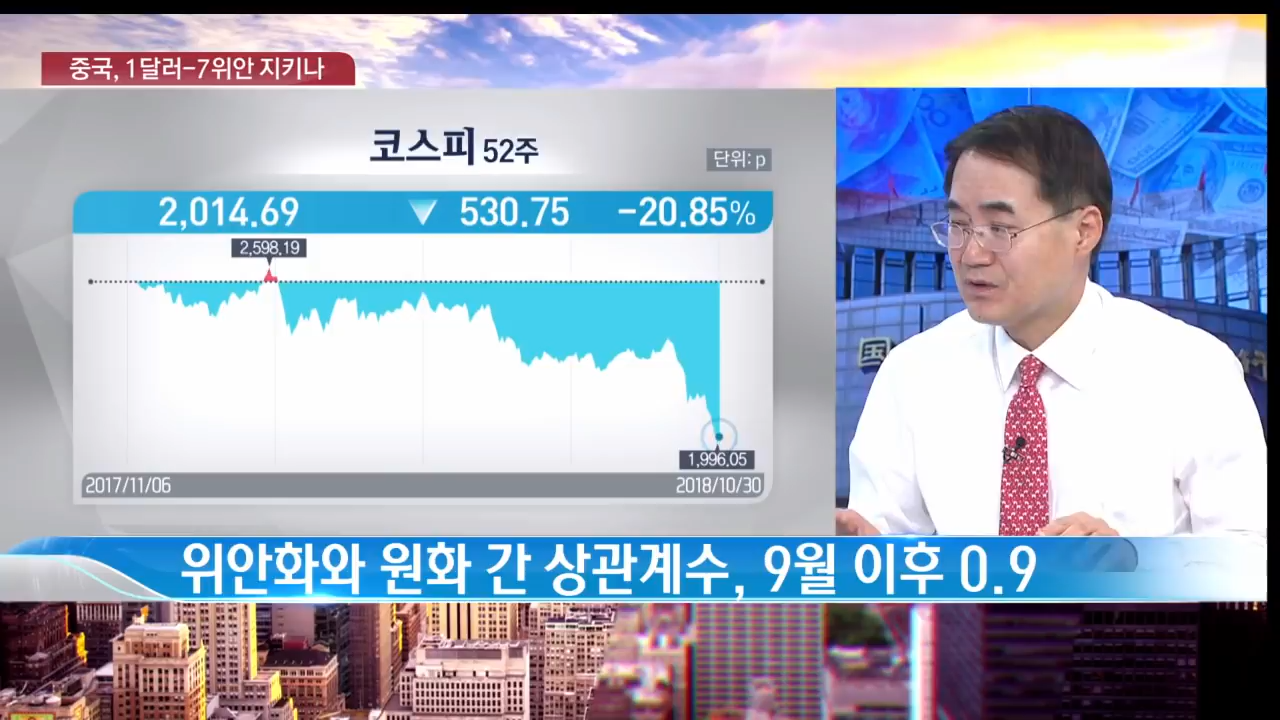 중국, 1달러-7위안 지키나
코스피 52주
단위: p
2,014.69 ▼ 530.75 -20.85%
2,598.19
1,996.05
2017/11/06 2018/10/30
国
위안화와 원화 간 상관계수, 9월 이후 0.9